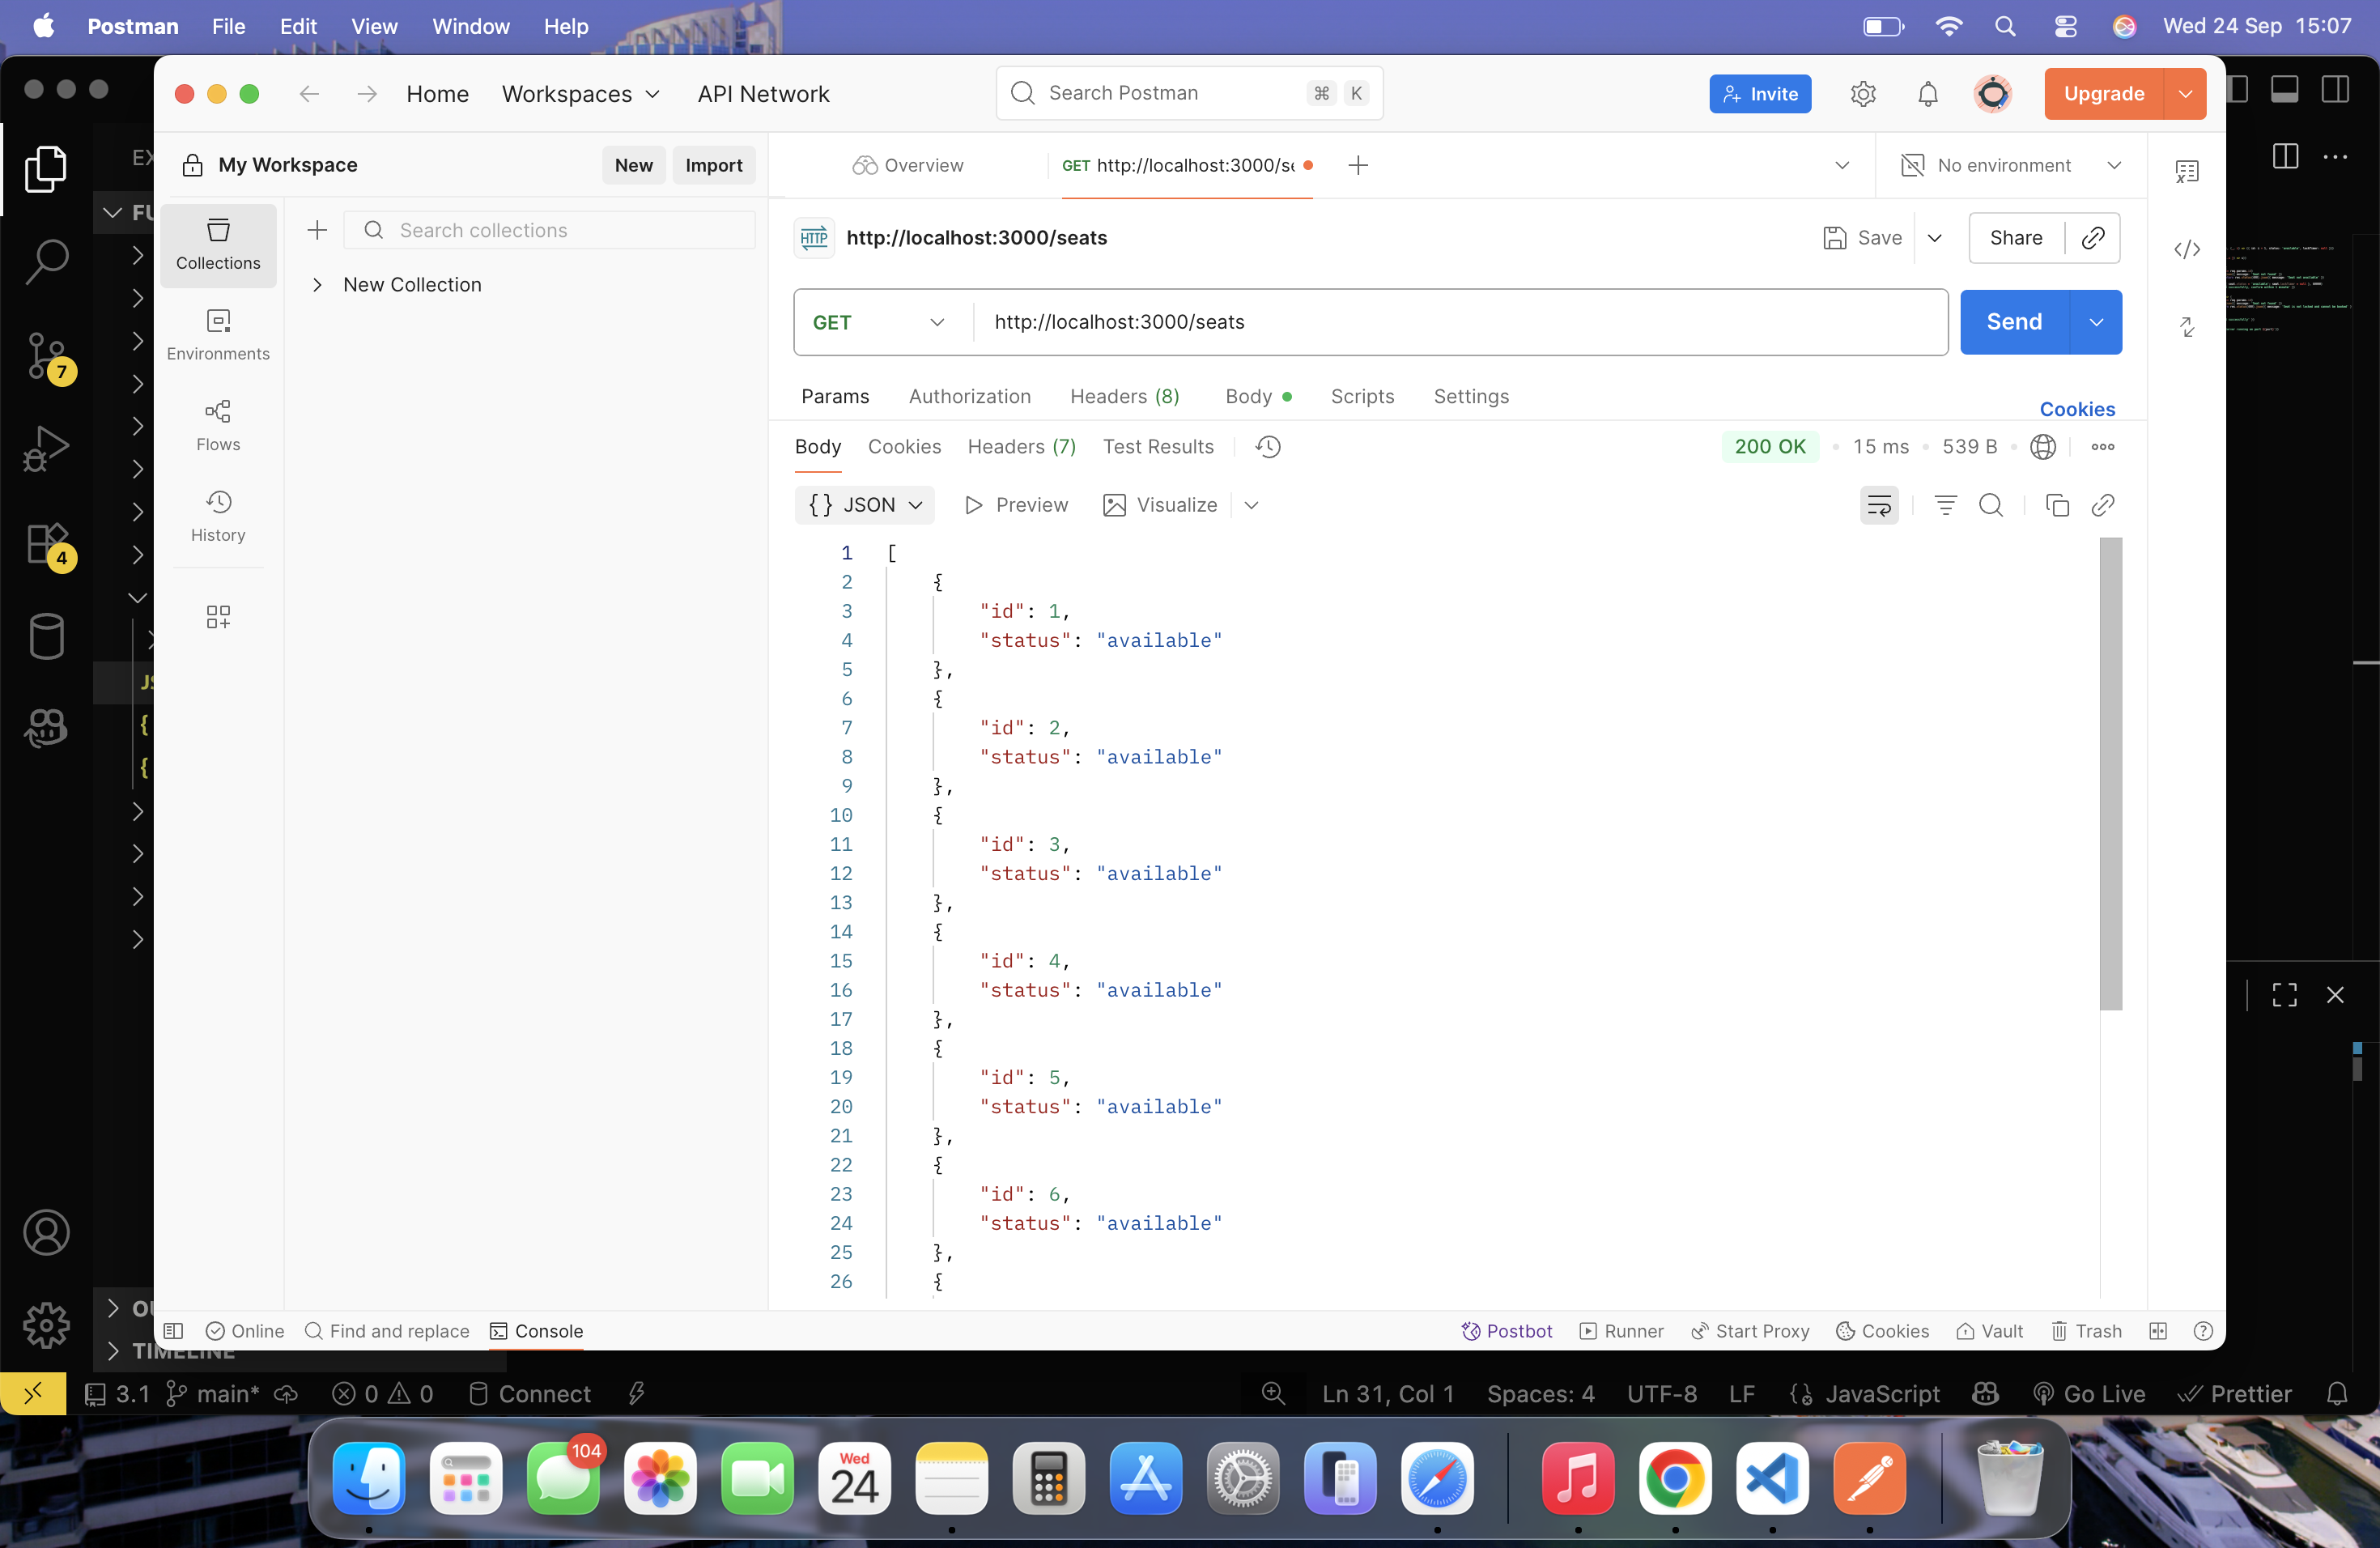 Postman File Edit View Window Help Wed 24 Sep 15:07
Home Workspaces API Network Search Postman ⌘ K Invite Upgrade
My Workspace New Import Overview GET http://localhost:3000/se No environment
Collections
Search collections
New Collection
Environments
Flows
History
HTTP http://localhost:3000/seats Save Share
GET http://localhost:3000/seats Send
Params Authorization Headers (8) Body Scripts Settings Cookies
Body Cookies Headers (7) Test Results 200 OK 15 ms 539 B
{} JSON Preview Visualize
1 [
2 {
3 "id": 1,
4 "status": "available"
5 },
6 {
7 "id": 2,
8 "status": "available"
9 },
10 {
11 "id": 3,
12 "status": "available"
13 },
14 {
15 "id": 4,
16 "status": "available"
17 },
18 {
19 "id": 5,
20 "status": "available"
21 },
22 {
23 "id": 6,
24 "status": "available"
25 },
26 {
7
4
Online Find and replace Console Postbot Runner Start Proxy Cookies Vault Trash
TIMELINE
3.1 main* 0 0 Connect Ln 31, Col 1 Spaces: 4 UTF-8 LF JavaScript Go Live Prettier
104
Wed
24